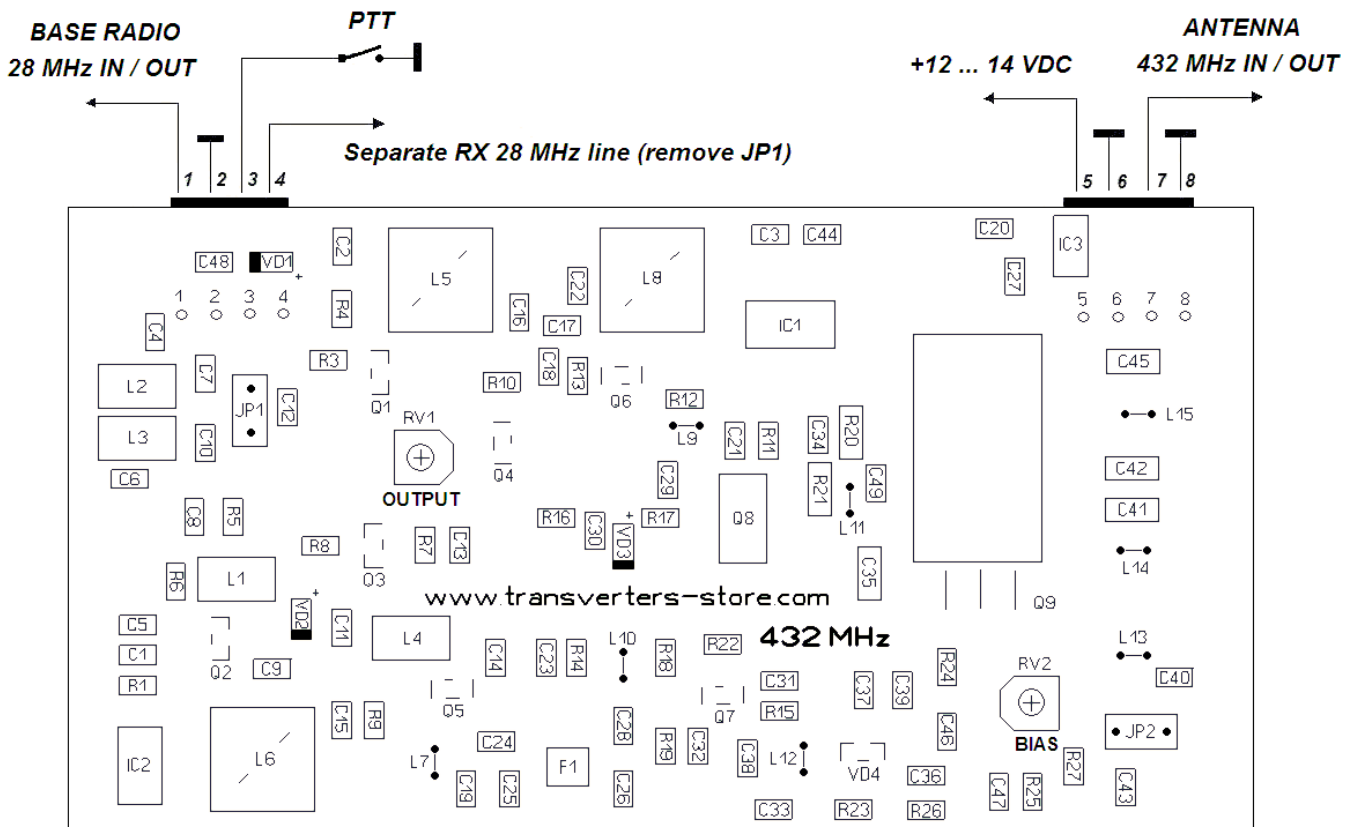 BASE RADIO
28 MHz IN / OUT
PTT
+12 ... 14 VDC
ANTENNA
432 MHz IN / OUT
Separate RX 28 MHz line (remove JP1)
1 2 3 4
5 6 7 8
C48 VD1 +
C2
L5
L8
C22
C3 C44
C20
IC3
C27
1 2 3 4
5 6 7 8
C4
R4
C16
C17
IC1
L2
C7
R3
Q1
R10
C18
R13
Q6
C45
JP1
C12
R12
L15
L3
C10
RV1
Q4
L9
C21
R11
C34
R20
C6
OUTPUT
C29
R21
C49
C42
C8
R5
R16
C30
+
VD3
R17
Q8
L11
C41
R8
Q3
R7
C13
C35
L14
R6
L1
www.transverters-store.com
Q9
+
VD2
C5
C11
L4
L10
432 MHz
L13
C1
Q2
C9
C14
C23
R14
R18
R22
R24
RV2
C40
R1
Q5
C31
C37
C39
Q7
R15
IC2
L6
C15
R9
C24
C28
R19
C32
C46
BIAS
JP2
L7
F1
C38
L12
VD4
R27
C19
C25
C26
C36
C47
R25
C43
C33
R23
R26